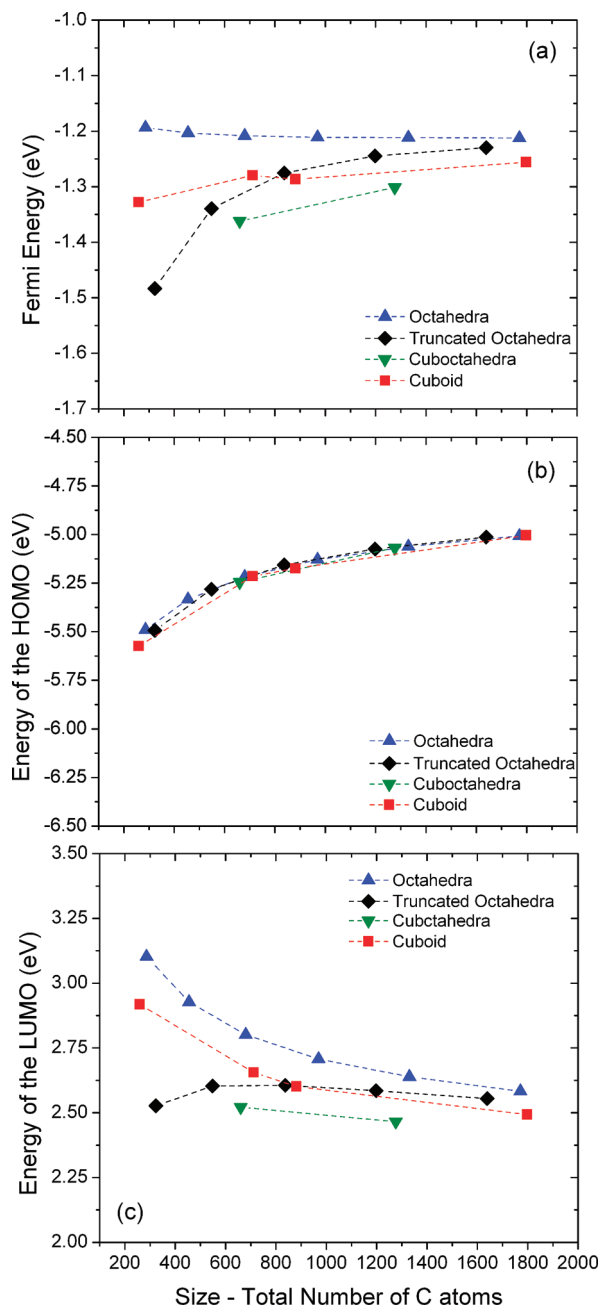 -1.0
(a)
-1.1
1.2
1.3
-1.4
-1.5
-1.6
-1.7
Fermi Energy (eV)
Octahedra
Truncated Octahedra
Cuboctahedra
Cuboid
-4.50
(b)
-4.75
-5.00
-5.25
-5.50
-5.75
-6.00
-6.25
-6.50
Energy of the HOMO (eV)
Octahedra
Truncated Octahedra
Cuboctahedra
Cuboid
3.50
3.25
3.00
2.75
2.50
2.25
2.00
Energy of the LUMO (eV)
Octahedra
Truncated Octahedra
Cubctahedra
Cuboid
(c)
200 400 600 800 1000 1200 1400 1600 1800 2000
Size - Total Number of C atoms